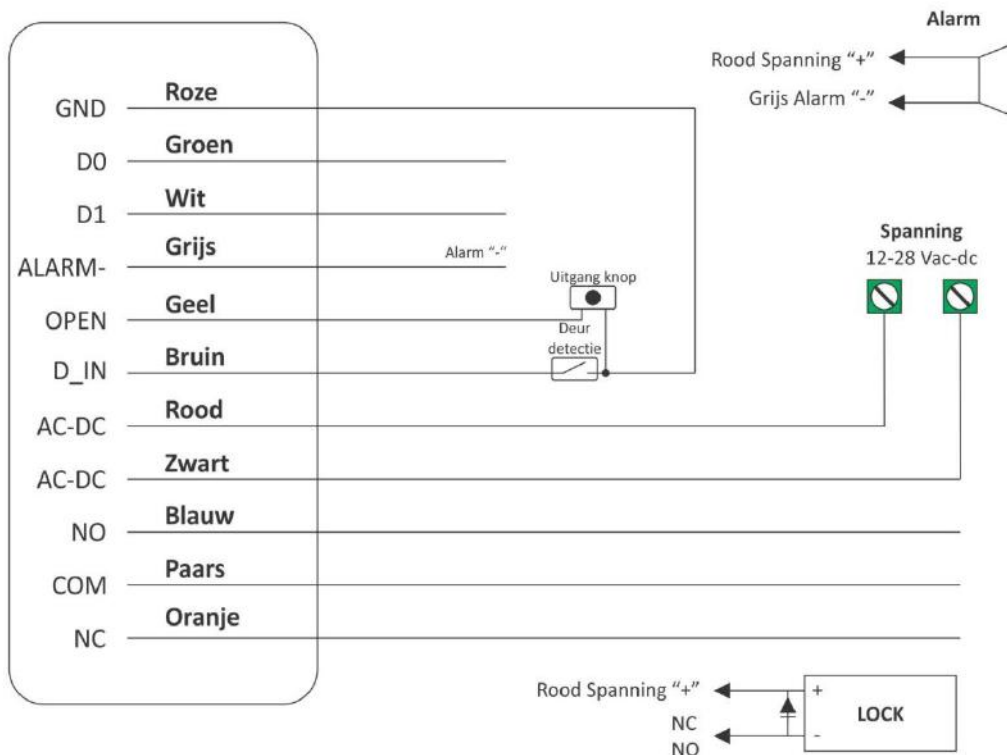 Alarm
Rood Spanning “+”
Grijs Alarm “-”
GND Roze
D0 Groen
D1 Wit
ALARM- Grijs Alarm “-“
Uitgang knop
OPEN Geel
Deur
detectie
D_IN Bruin
Spanning
12-28 Vac-dc
AC-DC Rood
AC-DC Zwart
NO Blauw
COM Paars
NC Oranje
Rood Spanning “+”
NC
NO
+
-
LOCK